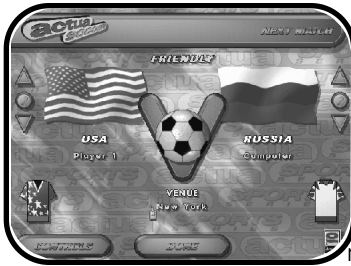 actua
SOCCER
NEXT MATCH
FRIENDLY
USA
RUSSIA
Player 1
Computer
VENUE
New York
CONTROLS
DONE